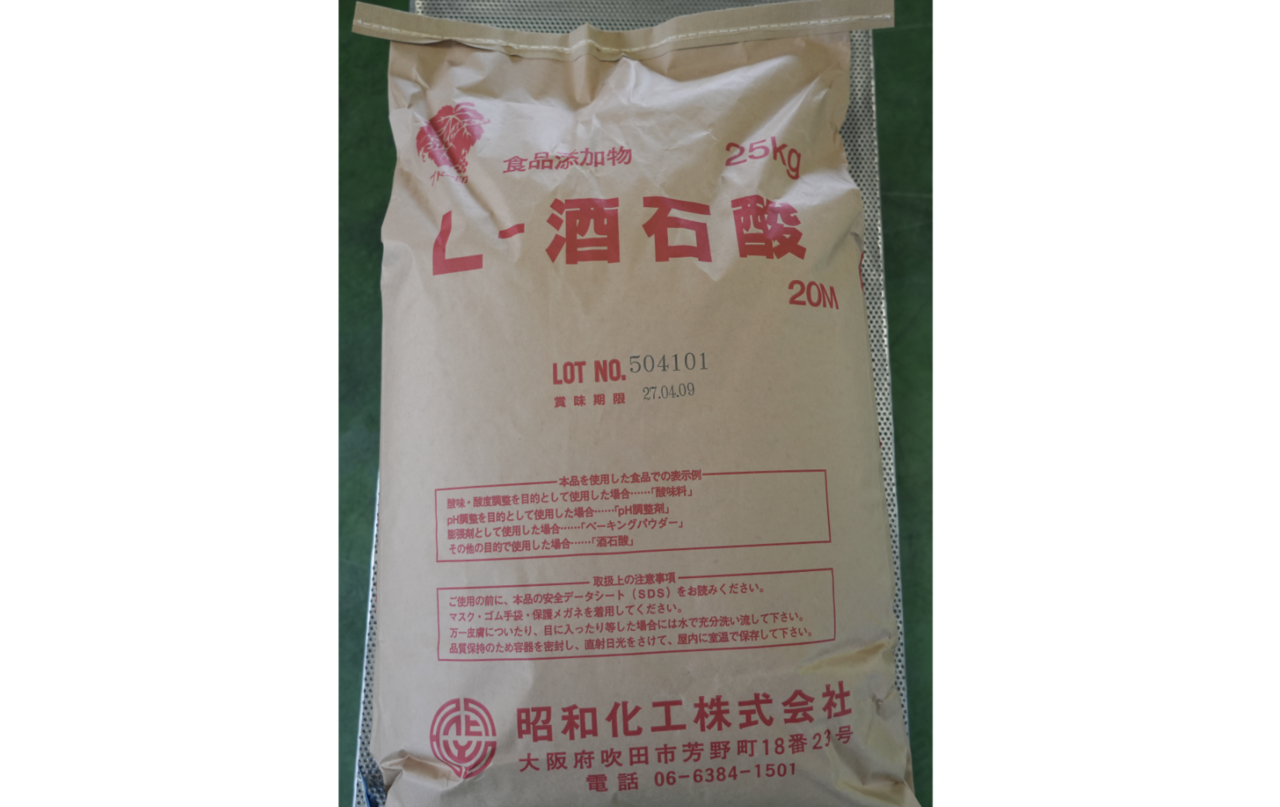 食品添加物
25kg
L-酒石酸
20M
LOT NO. 504101
賞味期限 27.04.09
本品を使用した食品での表示例
酸味・酸度調整を目的として使用した場合……「酸味料」
pH調整を目的として使用した場合……「pH調整剤」
膨張剤として使用した場合……「ベーキングパウダー」
その他の目的で使用した場合……「酒石酸」
取扱上の注意事項
ご使用の前に、本品の安全データシート（SDS）をお読みください。
マスク・ゴム手袋・保護メガネを着用してください。
万一皮膚についたり、目に入ったり等した場合には水で充分洗い流して下さい。
品質保持のため容器を密封し、直射日光をさけて、屋内に室温で保存して下さい。
昭和化工株式会社
大阪府吹田市芳野町18番23号
電話 06-6384-1501